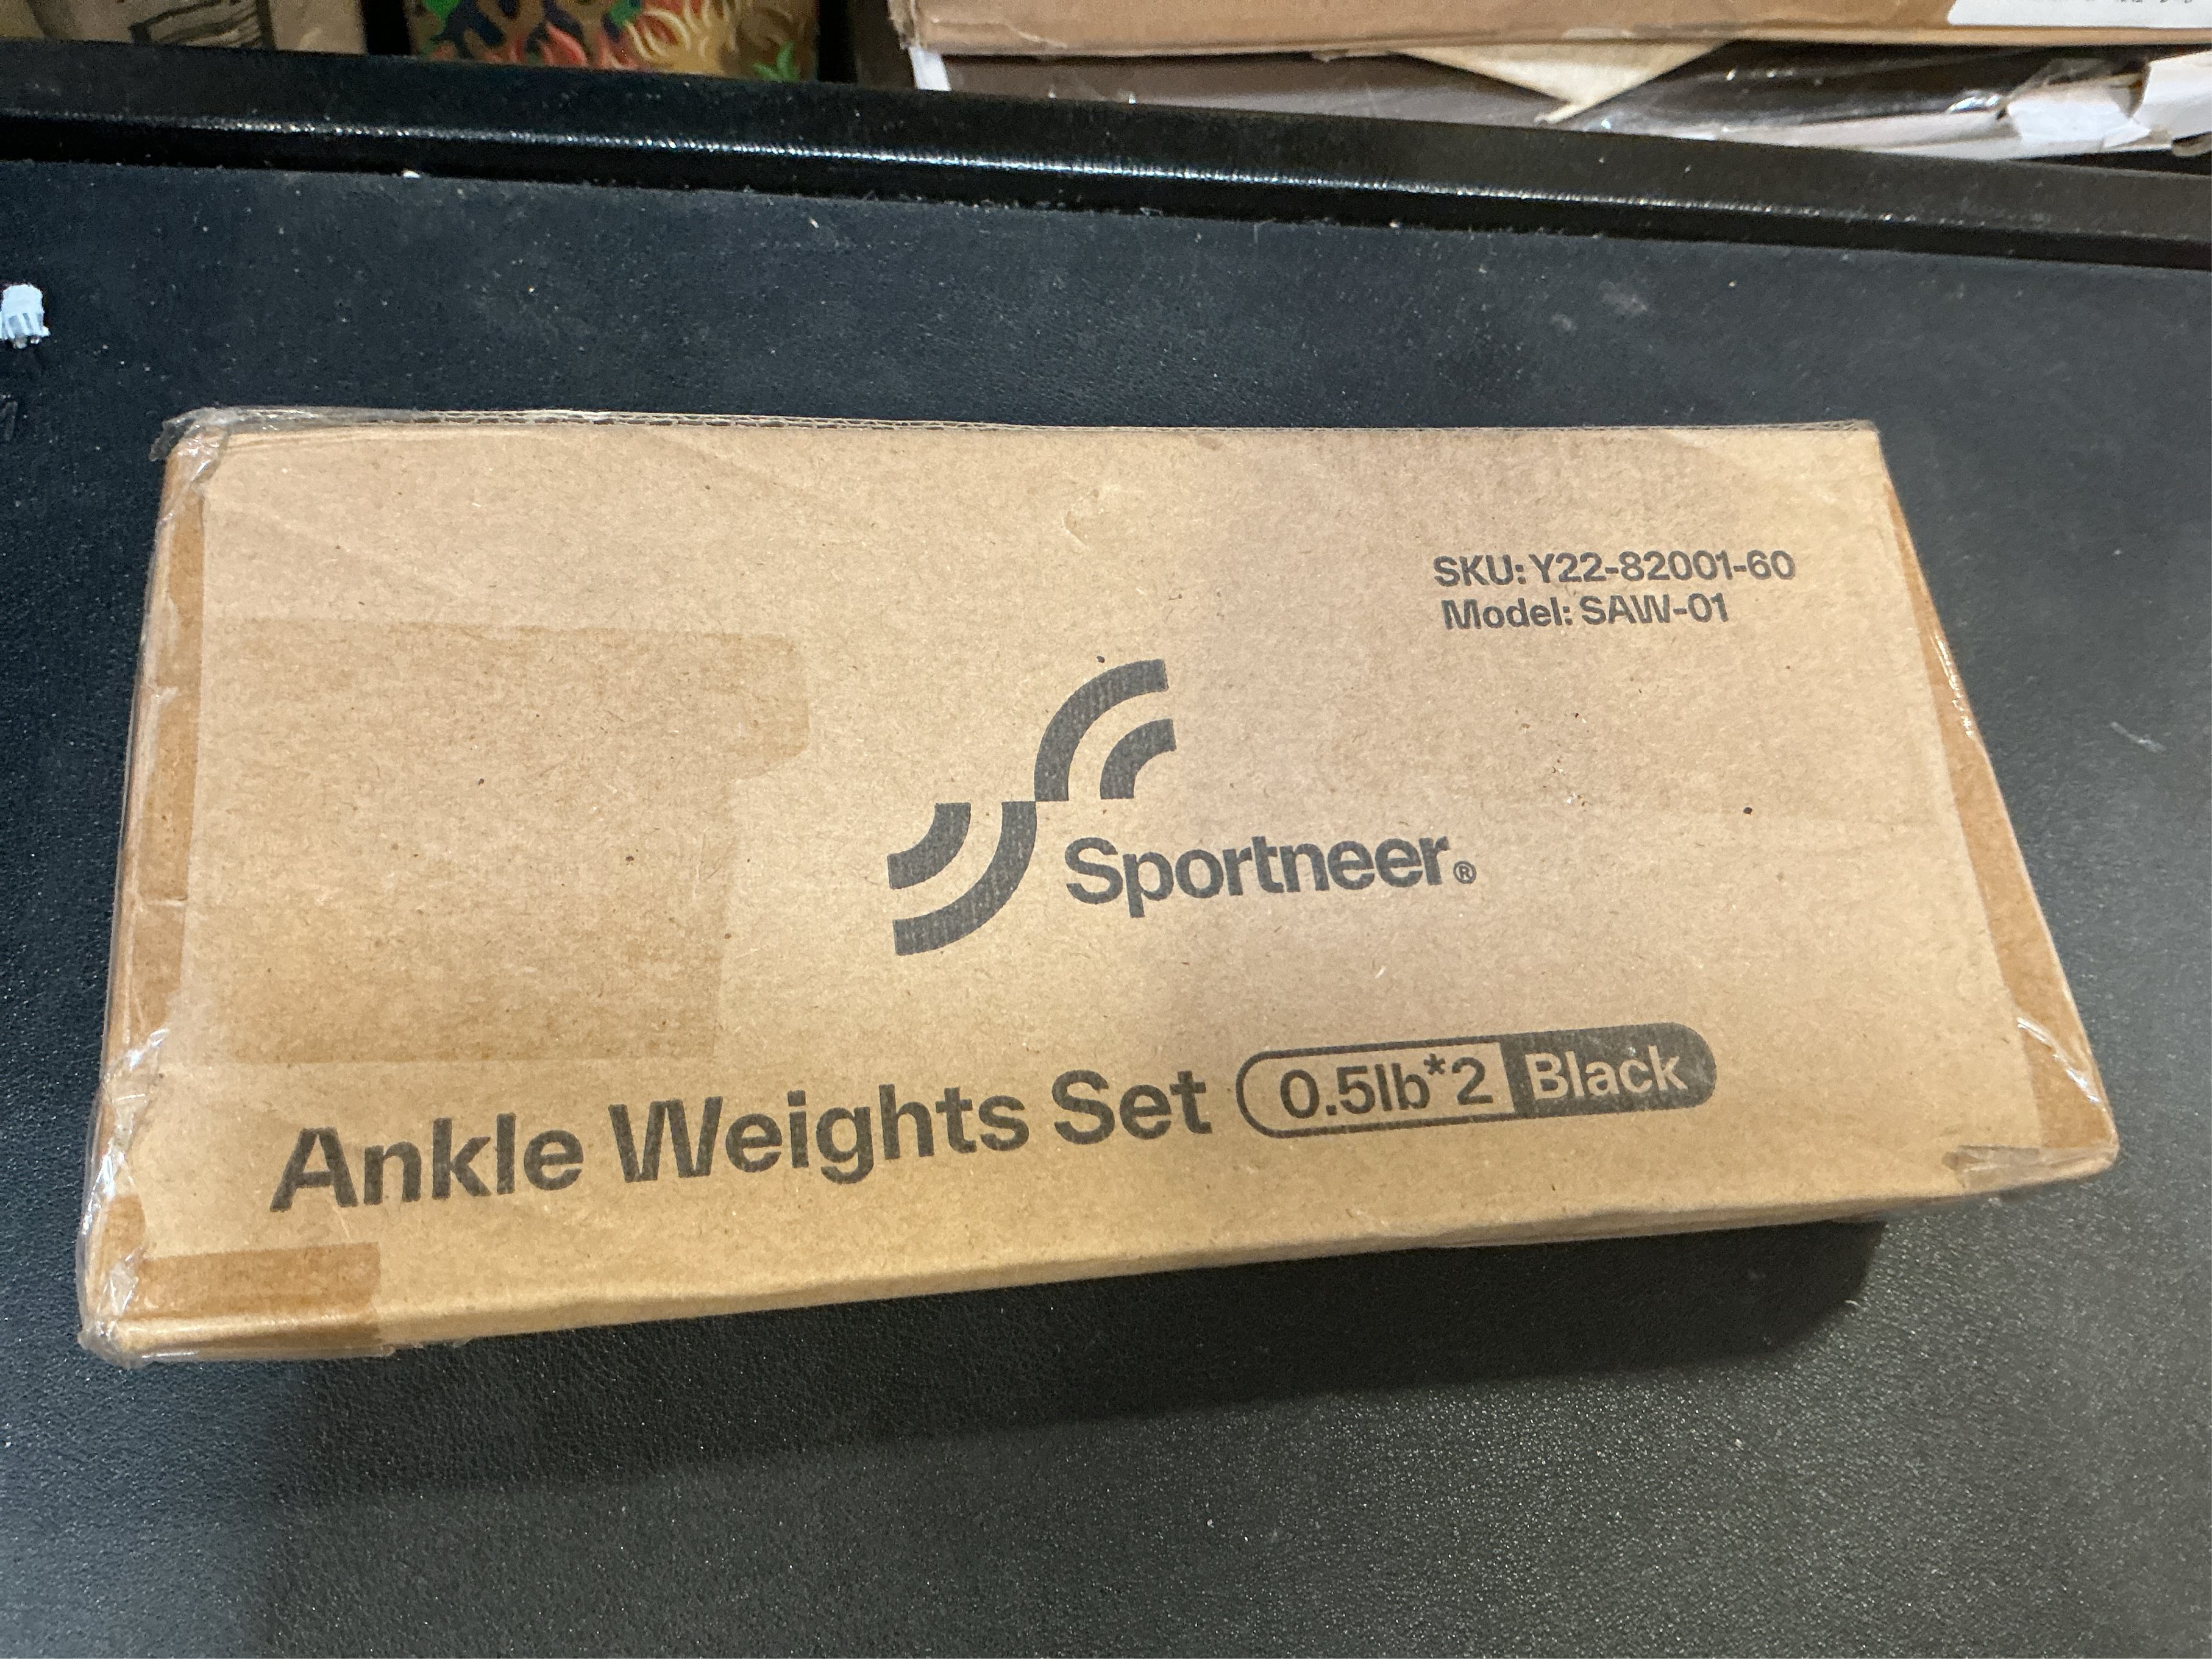 SKU: Y22-82001-60
Model: SAW-01
Sportneer®
Ankle Weights Set 0.5lb*2 Black